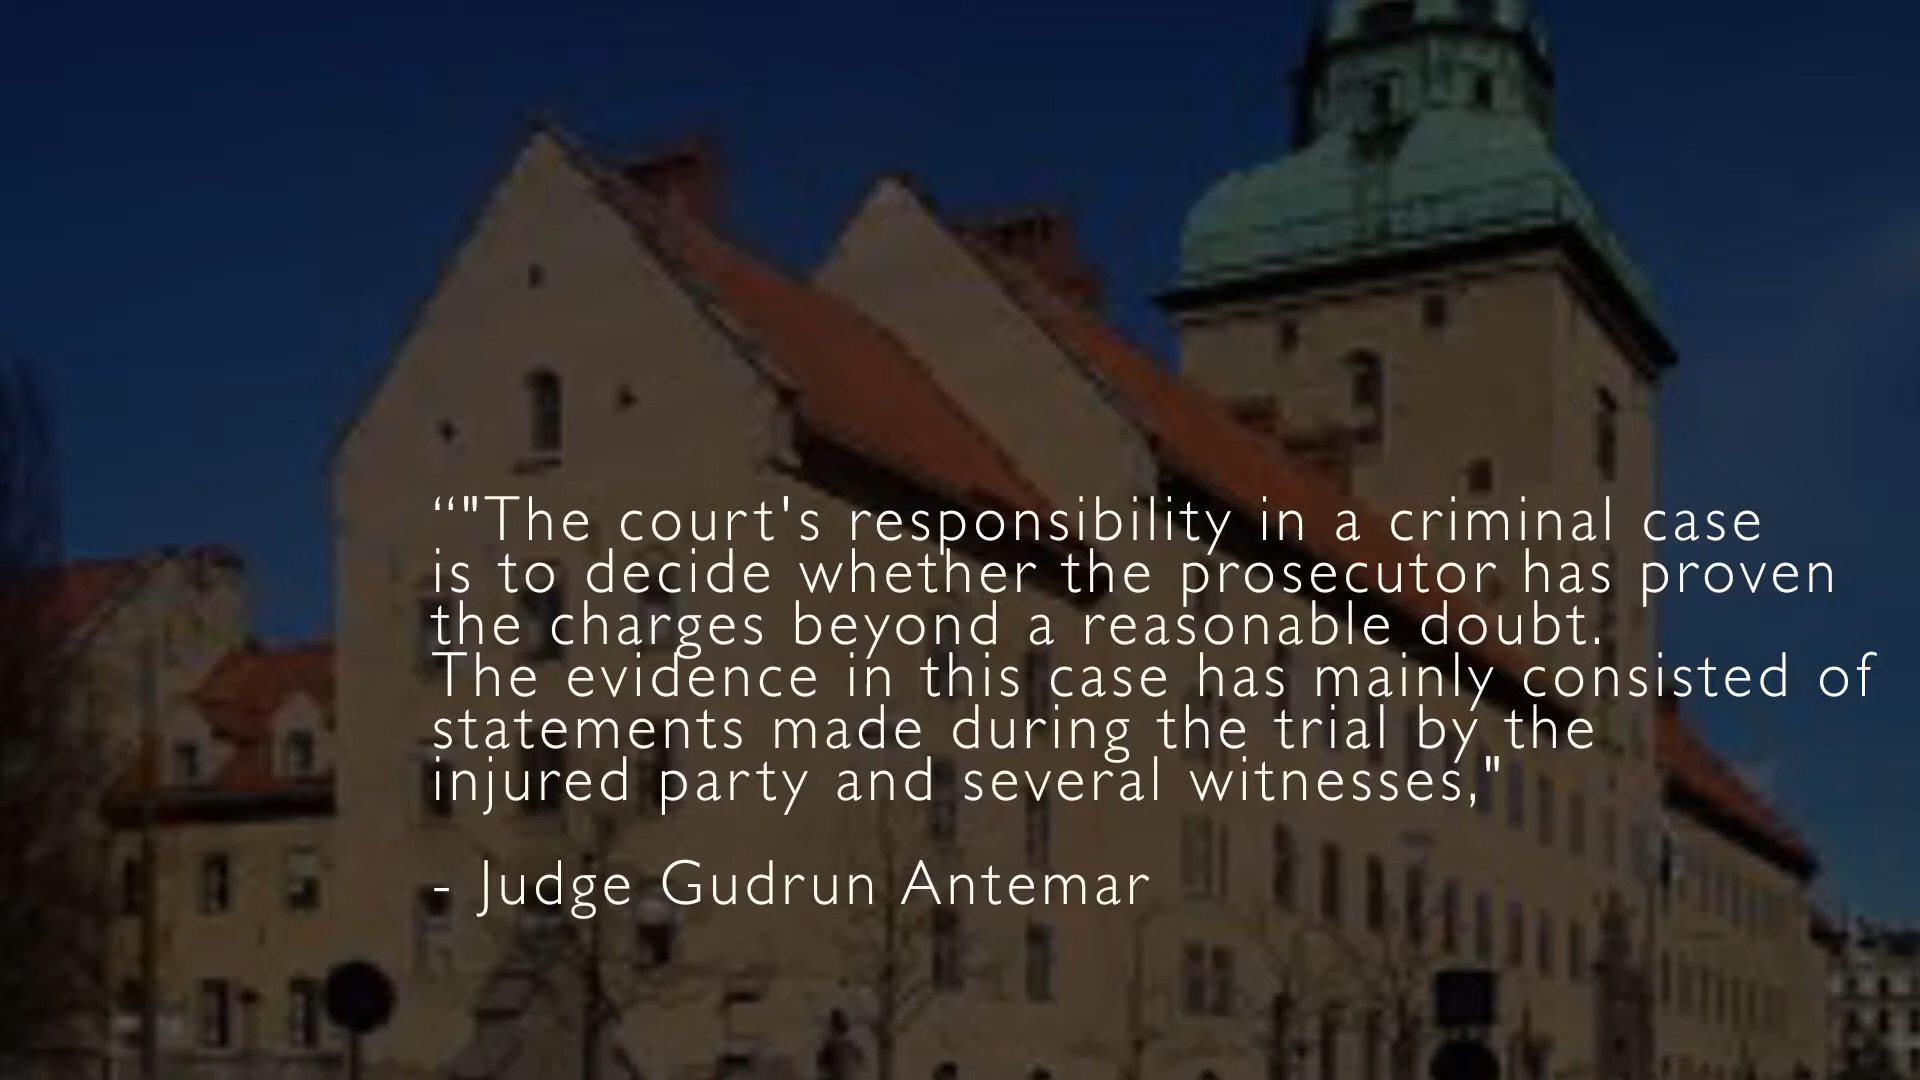 “"The court's responsibility in a criminal case
is to decide whether the prosecutor has proven
the charges beyond a reasonable doubt.
The evidence in this case has mainly consisted of
statements made during the trial by the
injured party and several witnesses,"
- Judge Gudrun Antemar